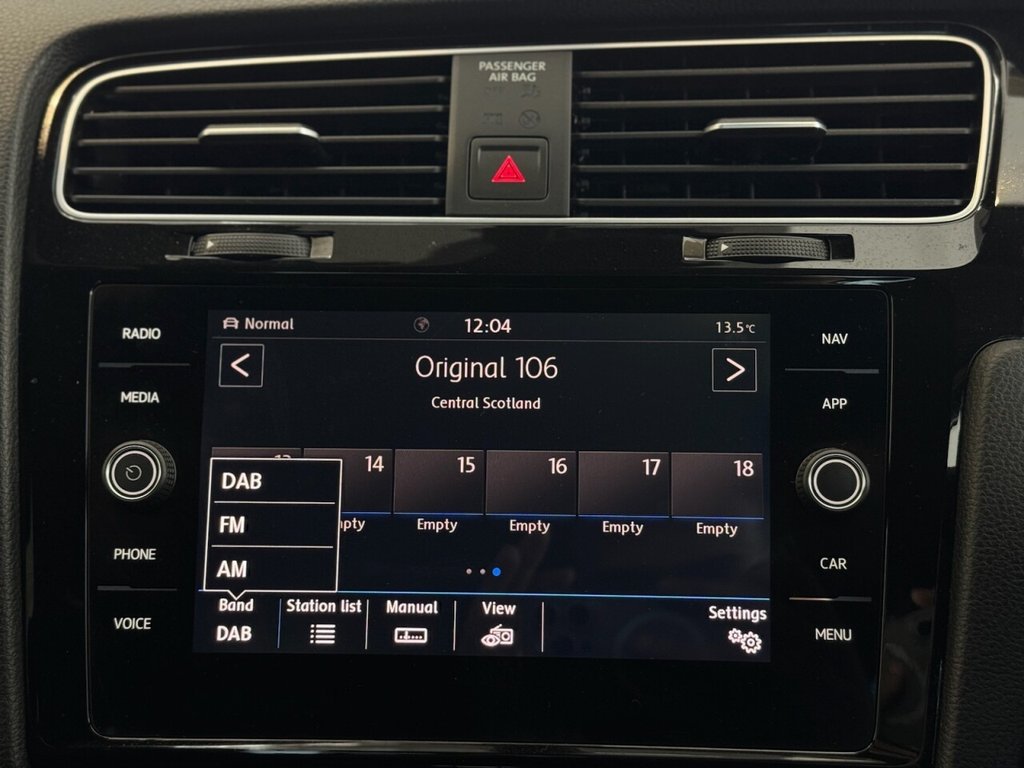 PASSENGER
AIR BAG
RADIO
MEDIA
PHONE
VOICE
Normal
12:04
13.5°C
<
Original 106
>
Central Scotland
14
15
16
17
18
Empty
Empty
Empty
Empty
DAB
FM
AM
Band
DAB
Station list
Manual
View
Settings
NAV
APP
CAR
MENU